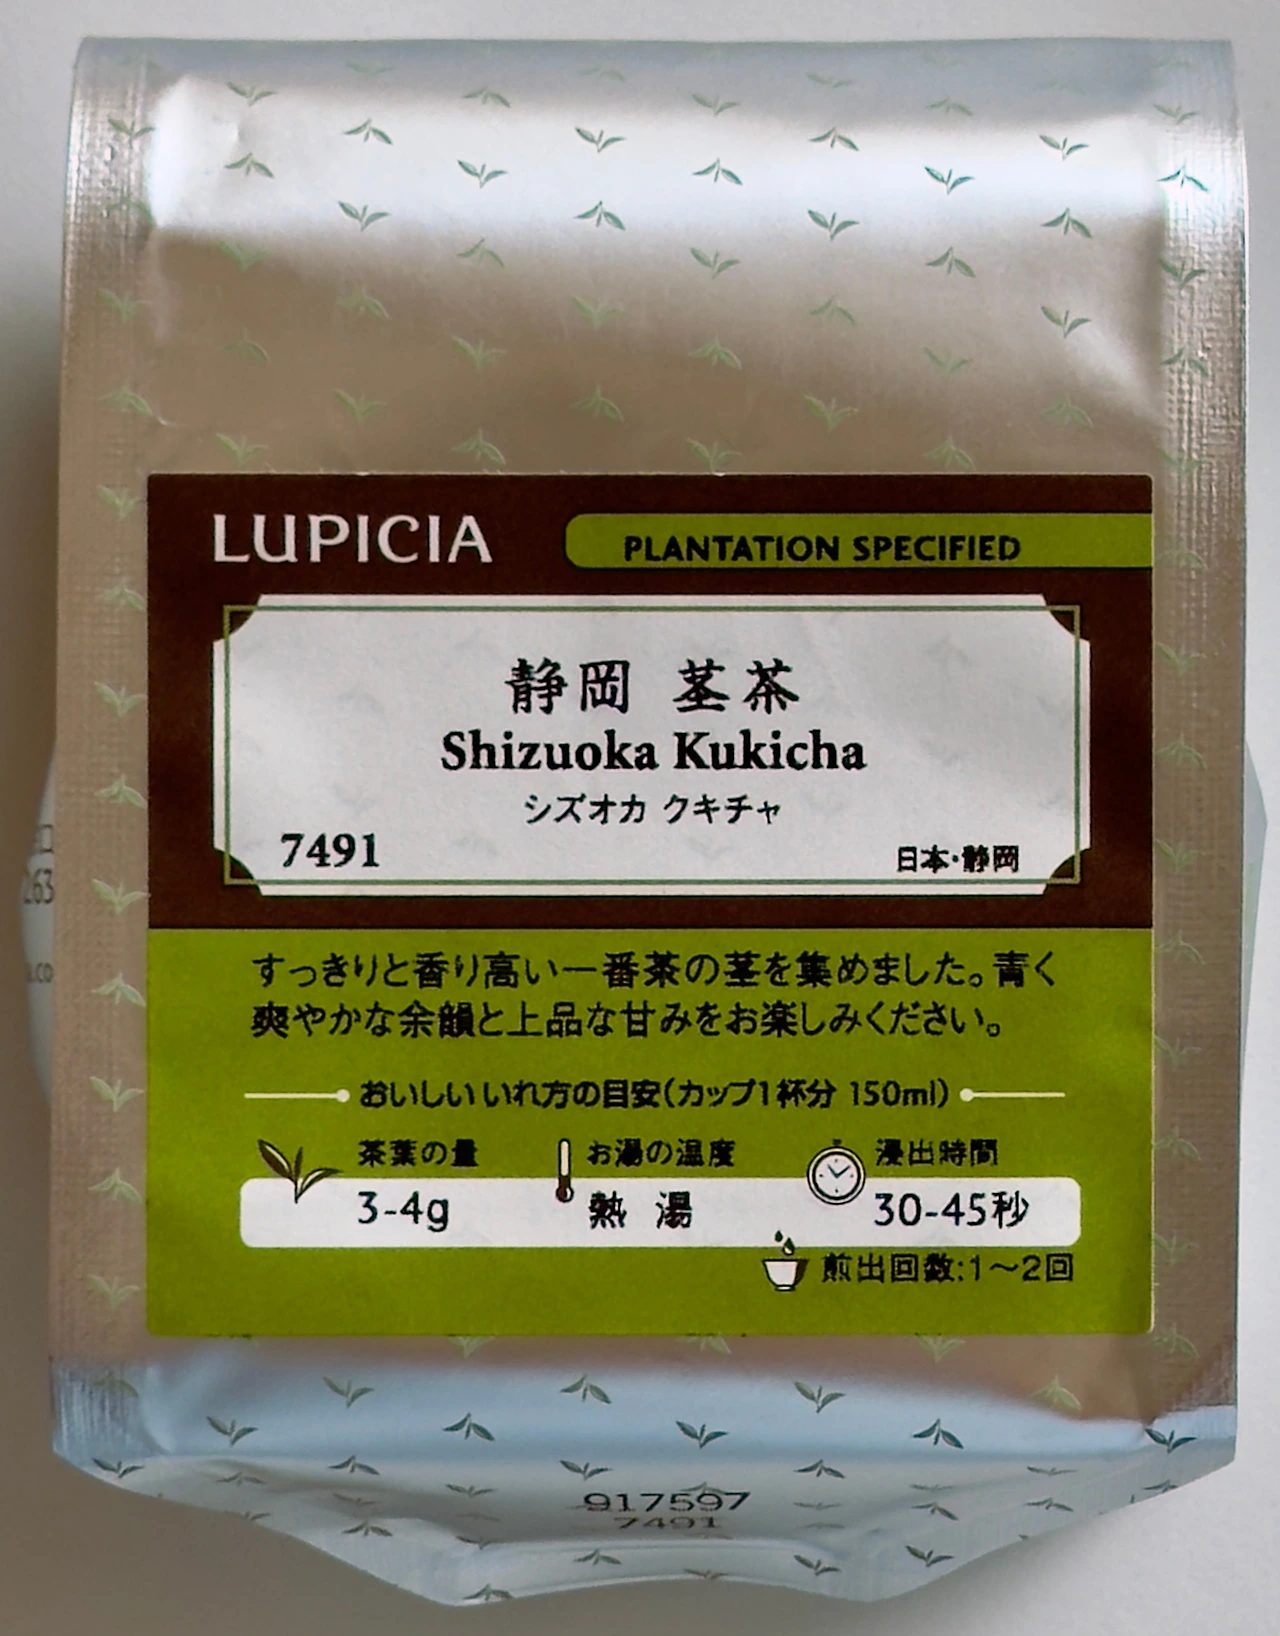 LUPICIA
PLANTATION SPECIFIED
静岡 茎茶
Shizuoka Kukicha
シズオカ クキチャ
7491
日本・静岡
すっきりと香り高い一番茶の茎を集めました。青く
爽やかな余韻と上品な甘みをお楽しみください。
おいしいいれ方の目安(カップ1杯分 150ml)
茶葉の量
お湯の温度
浸出時間
3-4g
熱 湯
30-45秒
煎出回数:1～2回
917597
7491